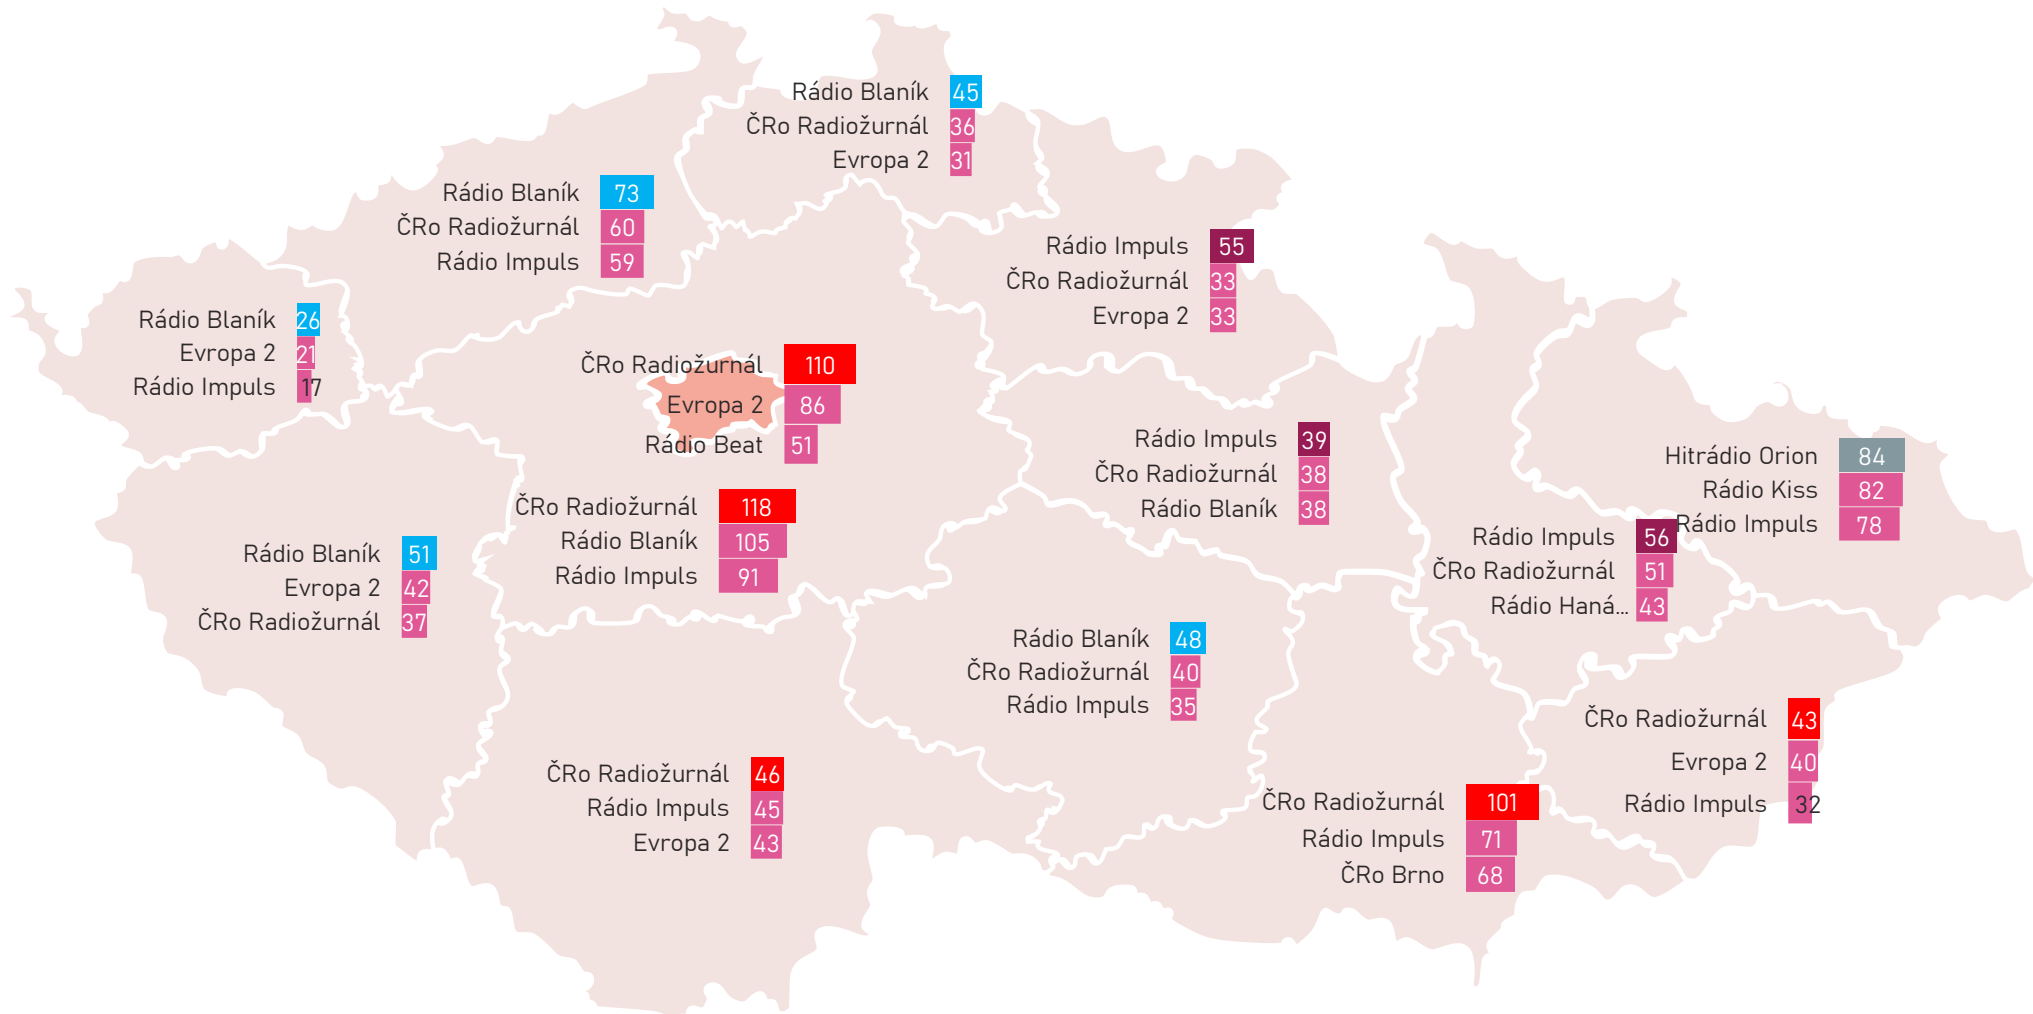 Rádio Blaník 45
ČRo Radiožurnál 36
Evropa 2 31
Rádio Blaník 73
ČRo Radiožurnál 60
Rádio Impuls 59
Rádio Impuls 55
ČRo Radiožurnál 33
Evropa 2 33
Rádio Blaník 26
Evropa 2 21
Rádio Impuls 17
ČRo Radiožurnál 110
Evropa 2 86
Rádio Beat 51
ČRo Radiožurnál 118
Rádio Blaník 105
Rádio Impuls 91
Rádio Impuls 39
ČRo Radiožurnál 38
Rádio Blaník 38
Hitrádio Orion 84
Rádio Kiss 82
Rádio Impuls 78
Rádio Impuls 56
ČRo Radiožurnál 51
Rádio Haná... 43
Rádio Blaník 51
Evropa 2 42
ČRo Radiožurnál 37
Rádio Blaník 48
ČRo Radiožurnál 40
Rádio Impuls 35
ČRo Radiožurnál 43
Evropa 2 40
Rádio Impuls 32
ČRo Radiožurnál 46
Rádio Impuls 45
Evropa 2 43
ČRo Radiožurnál 101
Rádio Impuls 71
ČRo Brno 68